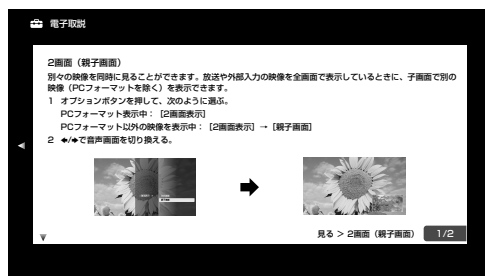 電子取説
2画面（親子画面）
別々の映像を同時に見ることができます。放送や外部入力の映像を全画面で表示しているときに、子画面で別の
映像（PCフォーマットを除く）を表示できます。
1 オプションボタンを押して、次のように選ぶ。
PCフォーマット表示中：［2画面表示］
PCフォーマット以外の映像を表示中：［2画面表示］→［親子画面］
2 ←/→で音声画面を切り換える。
見る > 2画面（親子画面） 1/2